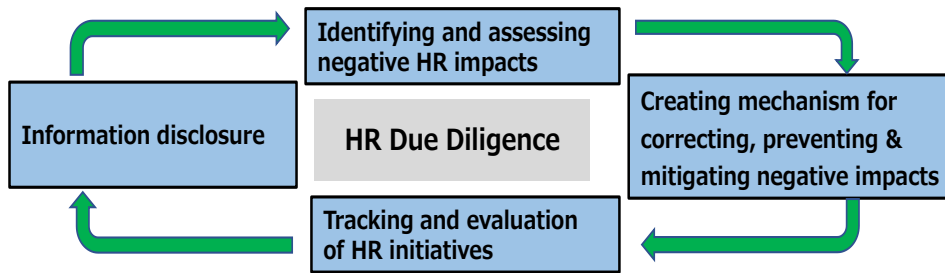 Identifying and assessing
negative HR impacts
Creating mechanism for
correcting, preventing &
mitigating negative impacts
Information disclosure
HR Due Diligence
Tracking and evaluation
of HR initiatives